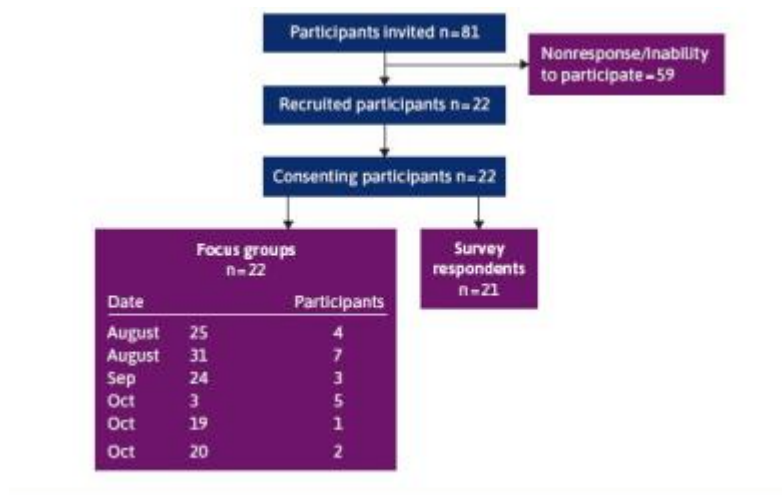 Participants invited n=81
Nonresponse/Inability
to participate=59
Recruited participants n=22
Consenting participants n=22
Focus groups
n=22
Date Participants
August 25 4
August 31 7
Sep 24 3
Oct 3 5
Oct 19 1
Oct 20 2
Survey
respondents
n=21